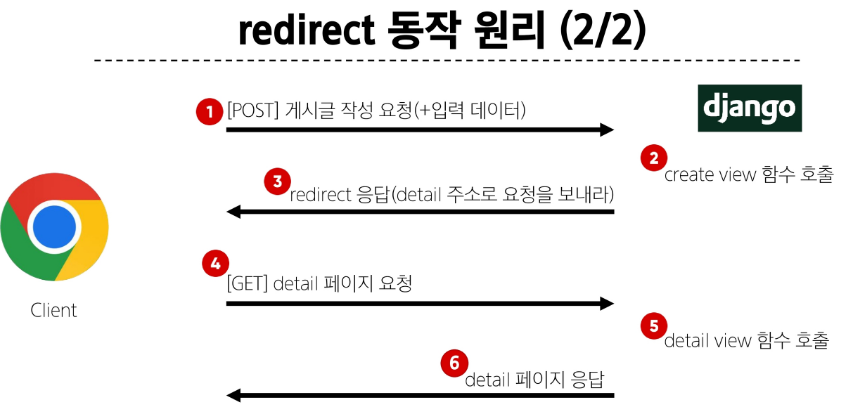 redirect 동작 원리 (2/2)
1 [POST] 게시글 작성 요청(+입력 데이터)
django
2 create view 함수 호출
3 redirect 응답(detail 주소로 요청을 보내라)
4 [GET] detail 페이지 요청
Client
5 detail view 함수 호출
6 detail 페이지 응답